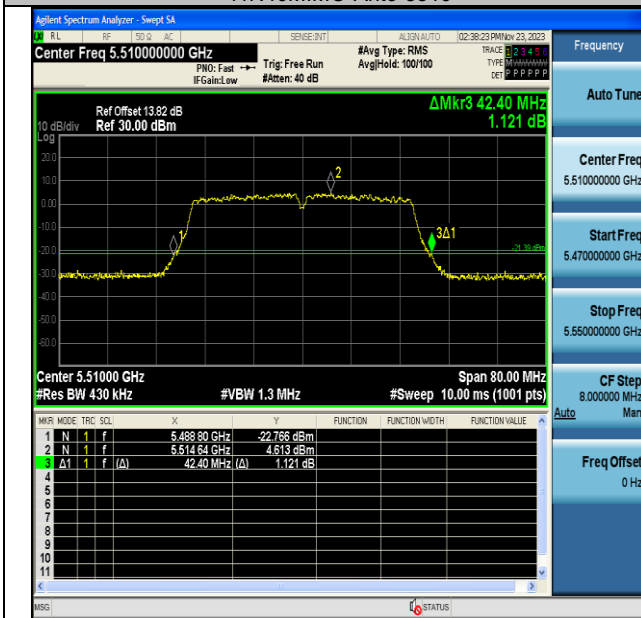 Agilent Spectrum Analyzer - Swept SA
RL RF 50 Ω AC SENSE:INT ALIGN AUTO 02:38:23 PM Nov 23, 2023
Center Freq 5.510000000 GHz
PNO: Fast
IFGain:Low
Trig: Free Run
#Atten: 40 dB
#Avg Type: RMS
Avg|Hold: 100/100
TRACE 1 2 3 4 5 6
TYPE M WWWWW
DET P P P P P P
Ref Offset 13.82 dB
10 dB/div Ref 30.00 dBm
Log
ΔMkr3 42.40 MHz
1.121 dB
20.0
10.0
0.00
-10.0
-20.0
-30.0
-40.0
-50.0
-60.0
1
2
3Δ1
-21.39 dBm
Center 5.51000 GHz
Span 80.00 MHz
#Res BW 430 kHz
#VBW 1.3 MHz
#Sweep 10.00 ms (1001 pts)
MKR MODE TRC SCL X Y FUNCTION FUNCTION WIDTH FUNCTION VALUE
1 N 1 f 5.488 80 GHz -22.766 dBm
2 N 1 f 5.514 64 GHz 4.613 dBm
3 Δ1 1 f (Δ) 42.40 MHz (Δ) 1.121 dB
4
5
6
7
8
9
10
11
MSG
STATUS
Frequency
Auto Tune
Center Freq
5.510000000 GHz
Start Freq
5.470000000 GHz
Stop Freq
5.550000000 GHz
CF Step
8.000000 MHz
Auto Man
Freq Offset
0 Hz